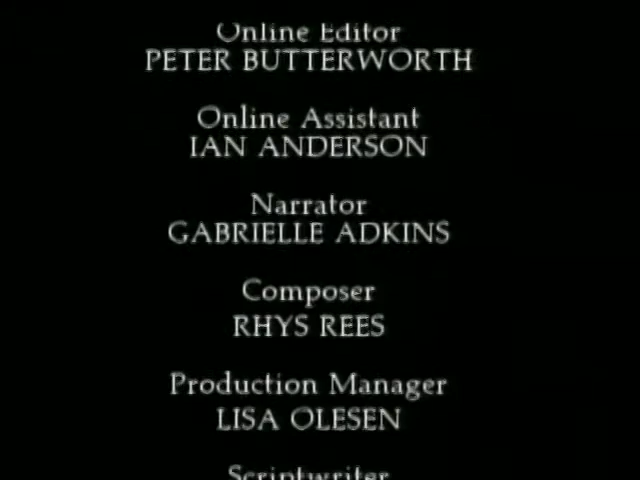 Online Editor
PETER BUTTERWORTH
Online Assistant
IAN ANDERSON
Narrator
GABRIELLE ADKINS
Composer
RHYS REES
Production Manager
LISA OLESEN
Scriptwriter